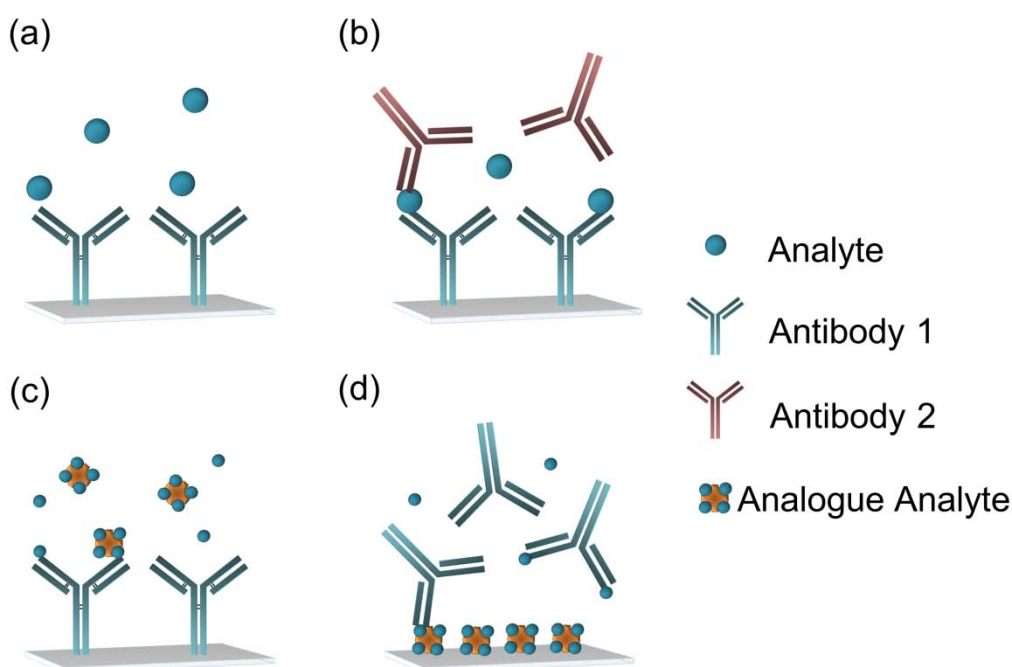 (a)
(b)
Analyte
Antibody 1
(c)
(d)
Antibody 2
Analogue Analyte